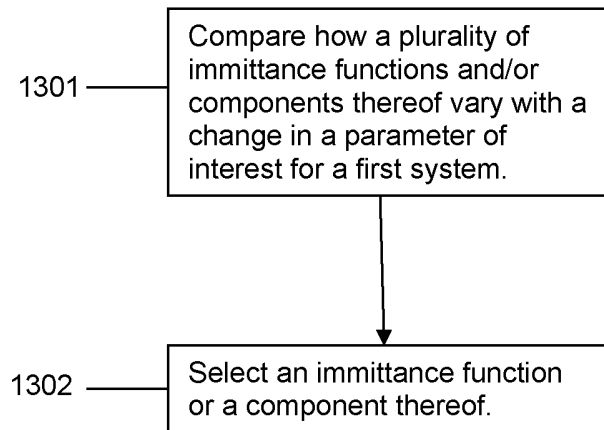 Compare how a plurality of
immittance functions and/or
1301
components thereof vary with a
change in a parameter of
interest for a first system.
Select an immittance function
1302
or a component thereof.